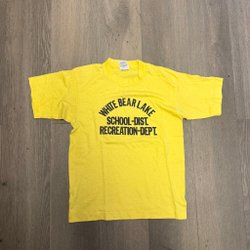 WHITE BEAR LAKE
SCHOOL-DIST.
RECREATION-DEPT.